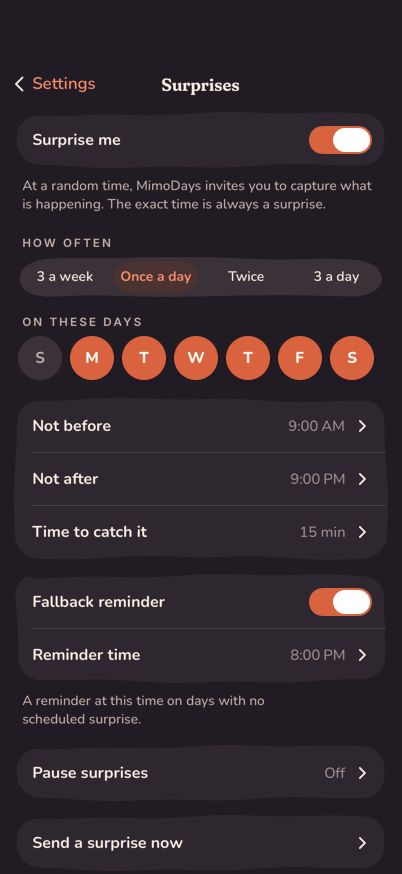 Settings
Surprises
Surprise me
At a random time, MimoDays invites you to capture what
is happening. The exact time is always a surprise.
HOW OFTEN
3 a week Once a day Twice 3 a day
ON THESE DAYS
S M T W T F S
Not before 9:00 AM
Not after 9:00 PM
Time to catch it 15 min
Fallback reminder
Reminder time 8:00 PM
A reminder at this time on days with no
scheduled surprise.
Pause surprises Off
Send a surprise now